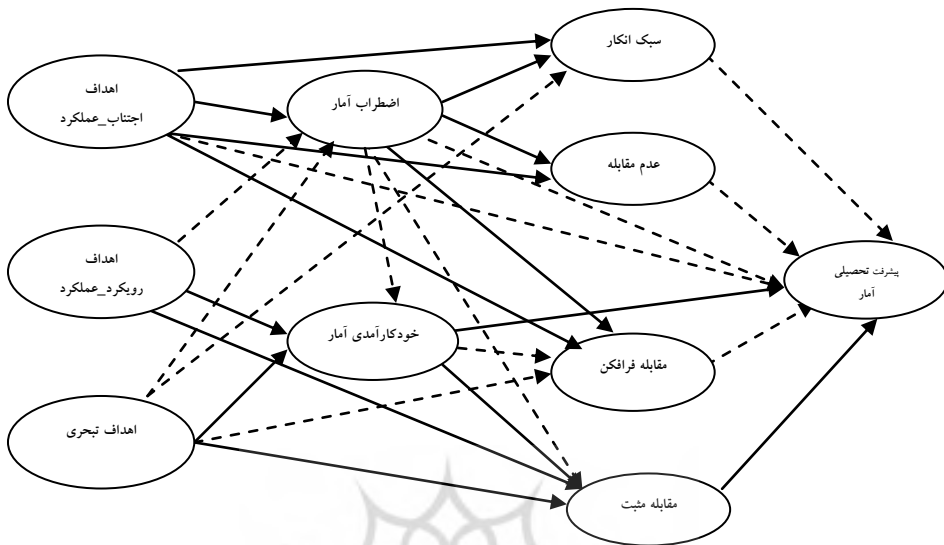 سبک انکار
اهداف
اجتناب_عملکرد
اضطراب آمار
عدم مقابله
اهداف
رویکرد_عملکرد
پیشرفت تحصیلی
آمار
خودکارآمدی آمار
مقابله فرافکن
اهداف تبحری
مقابله مثبت